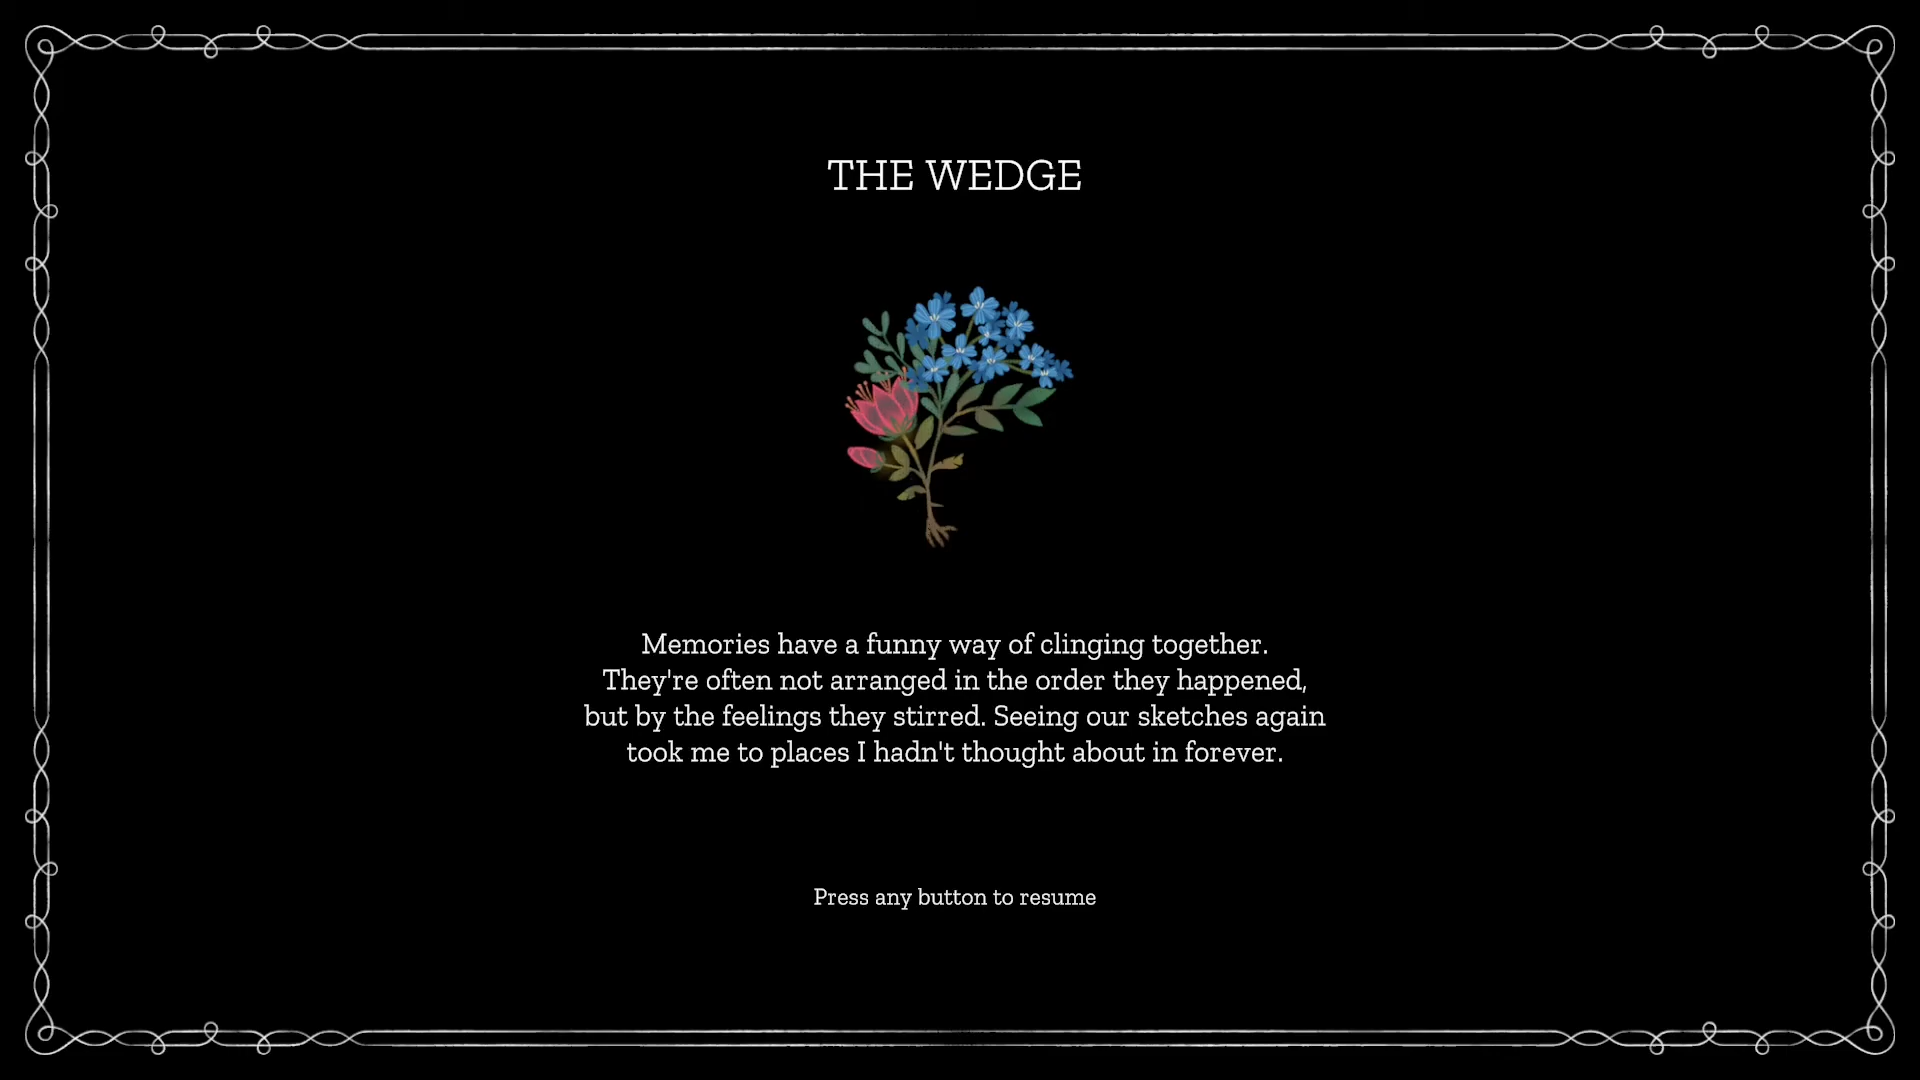 THE WEDGE
Memories have a funny way of clinging together.
They're often not arranged in the order they happened,
but by the feelings they stirred. Seeing our sketches again
took me to places I hadn't thought about in forever.
Press any button to resume